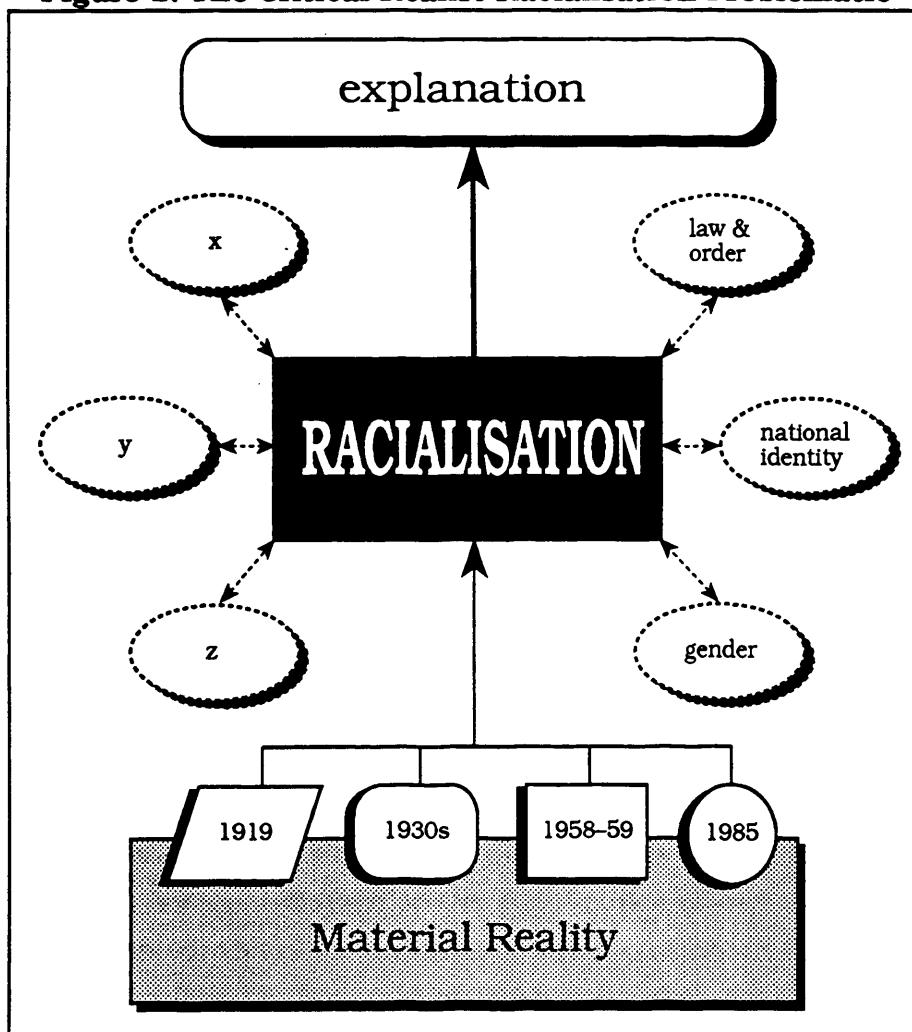 explanation
x
law &
order
RACIALISATION
y
national
identity
z
gender
1919
1930s
1958–59
1985
Material Reality